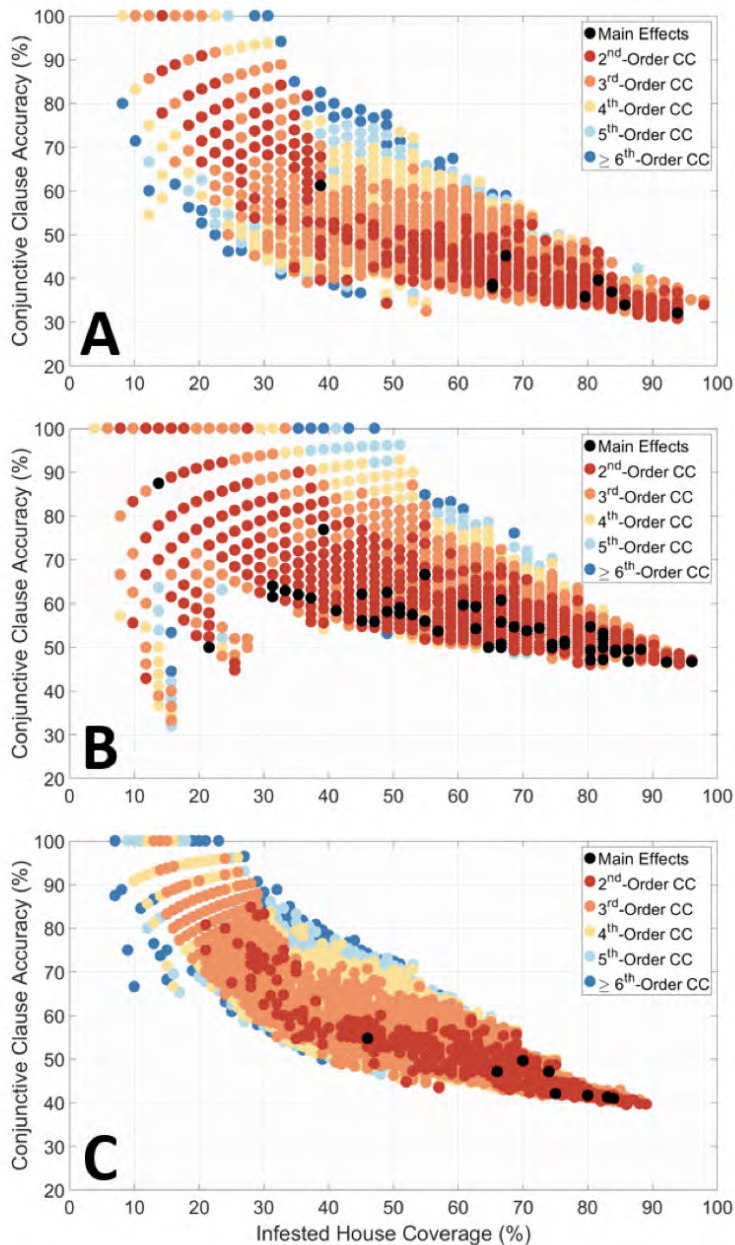 Conjunctive Clause Accuracy (%)
100
90
80
70
60
50
40
30
20
0 10 20 30 40 50 60 70 80 90 100
A
Main Effects
2nd-Order CC
3rd-Order CC
4th-Order CC
5th-Order CC
≥ 6th-Order CC
Conjunctive Clause Accuracy (%)
100
90
80
70
60
50
40
30
20
0 10 20 30 40 50 60 70 80 90 100
B
Main Effects
2nd-Order CC
3rd-Order CC
4th-Order CC
5th-Order CC
≥ 6th-Order CC
Conjunctive Clause Accuracy (%)
100
90
80
70
60
50
40
30
20
0 10 20 30 40 50 60 70 80 90 100
C
Main Effects
2nd-Order CC
3rd-Order CC
4th-Order CC
5th-Order CC
≥ 6th-Order CC
Infested House Coverage (%)